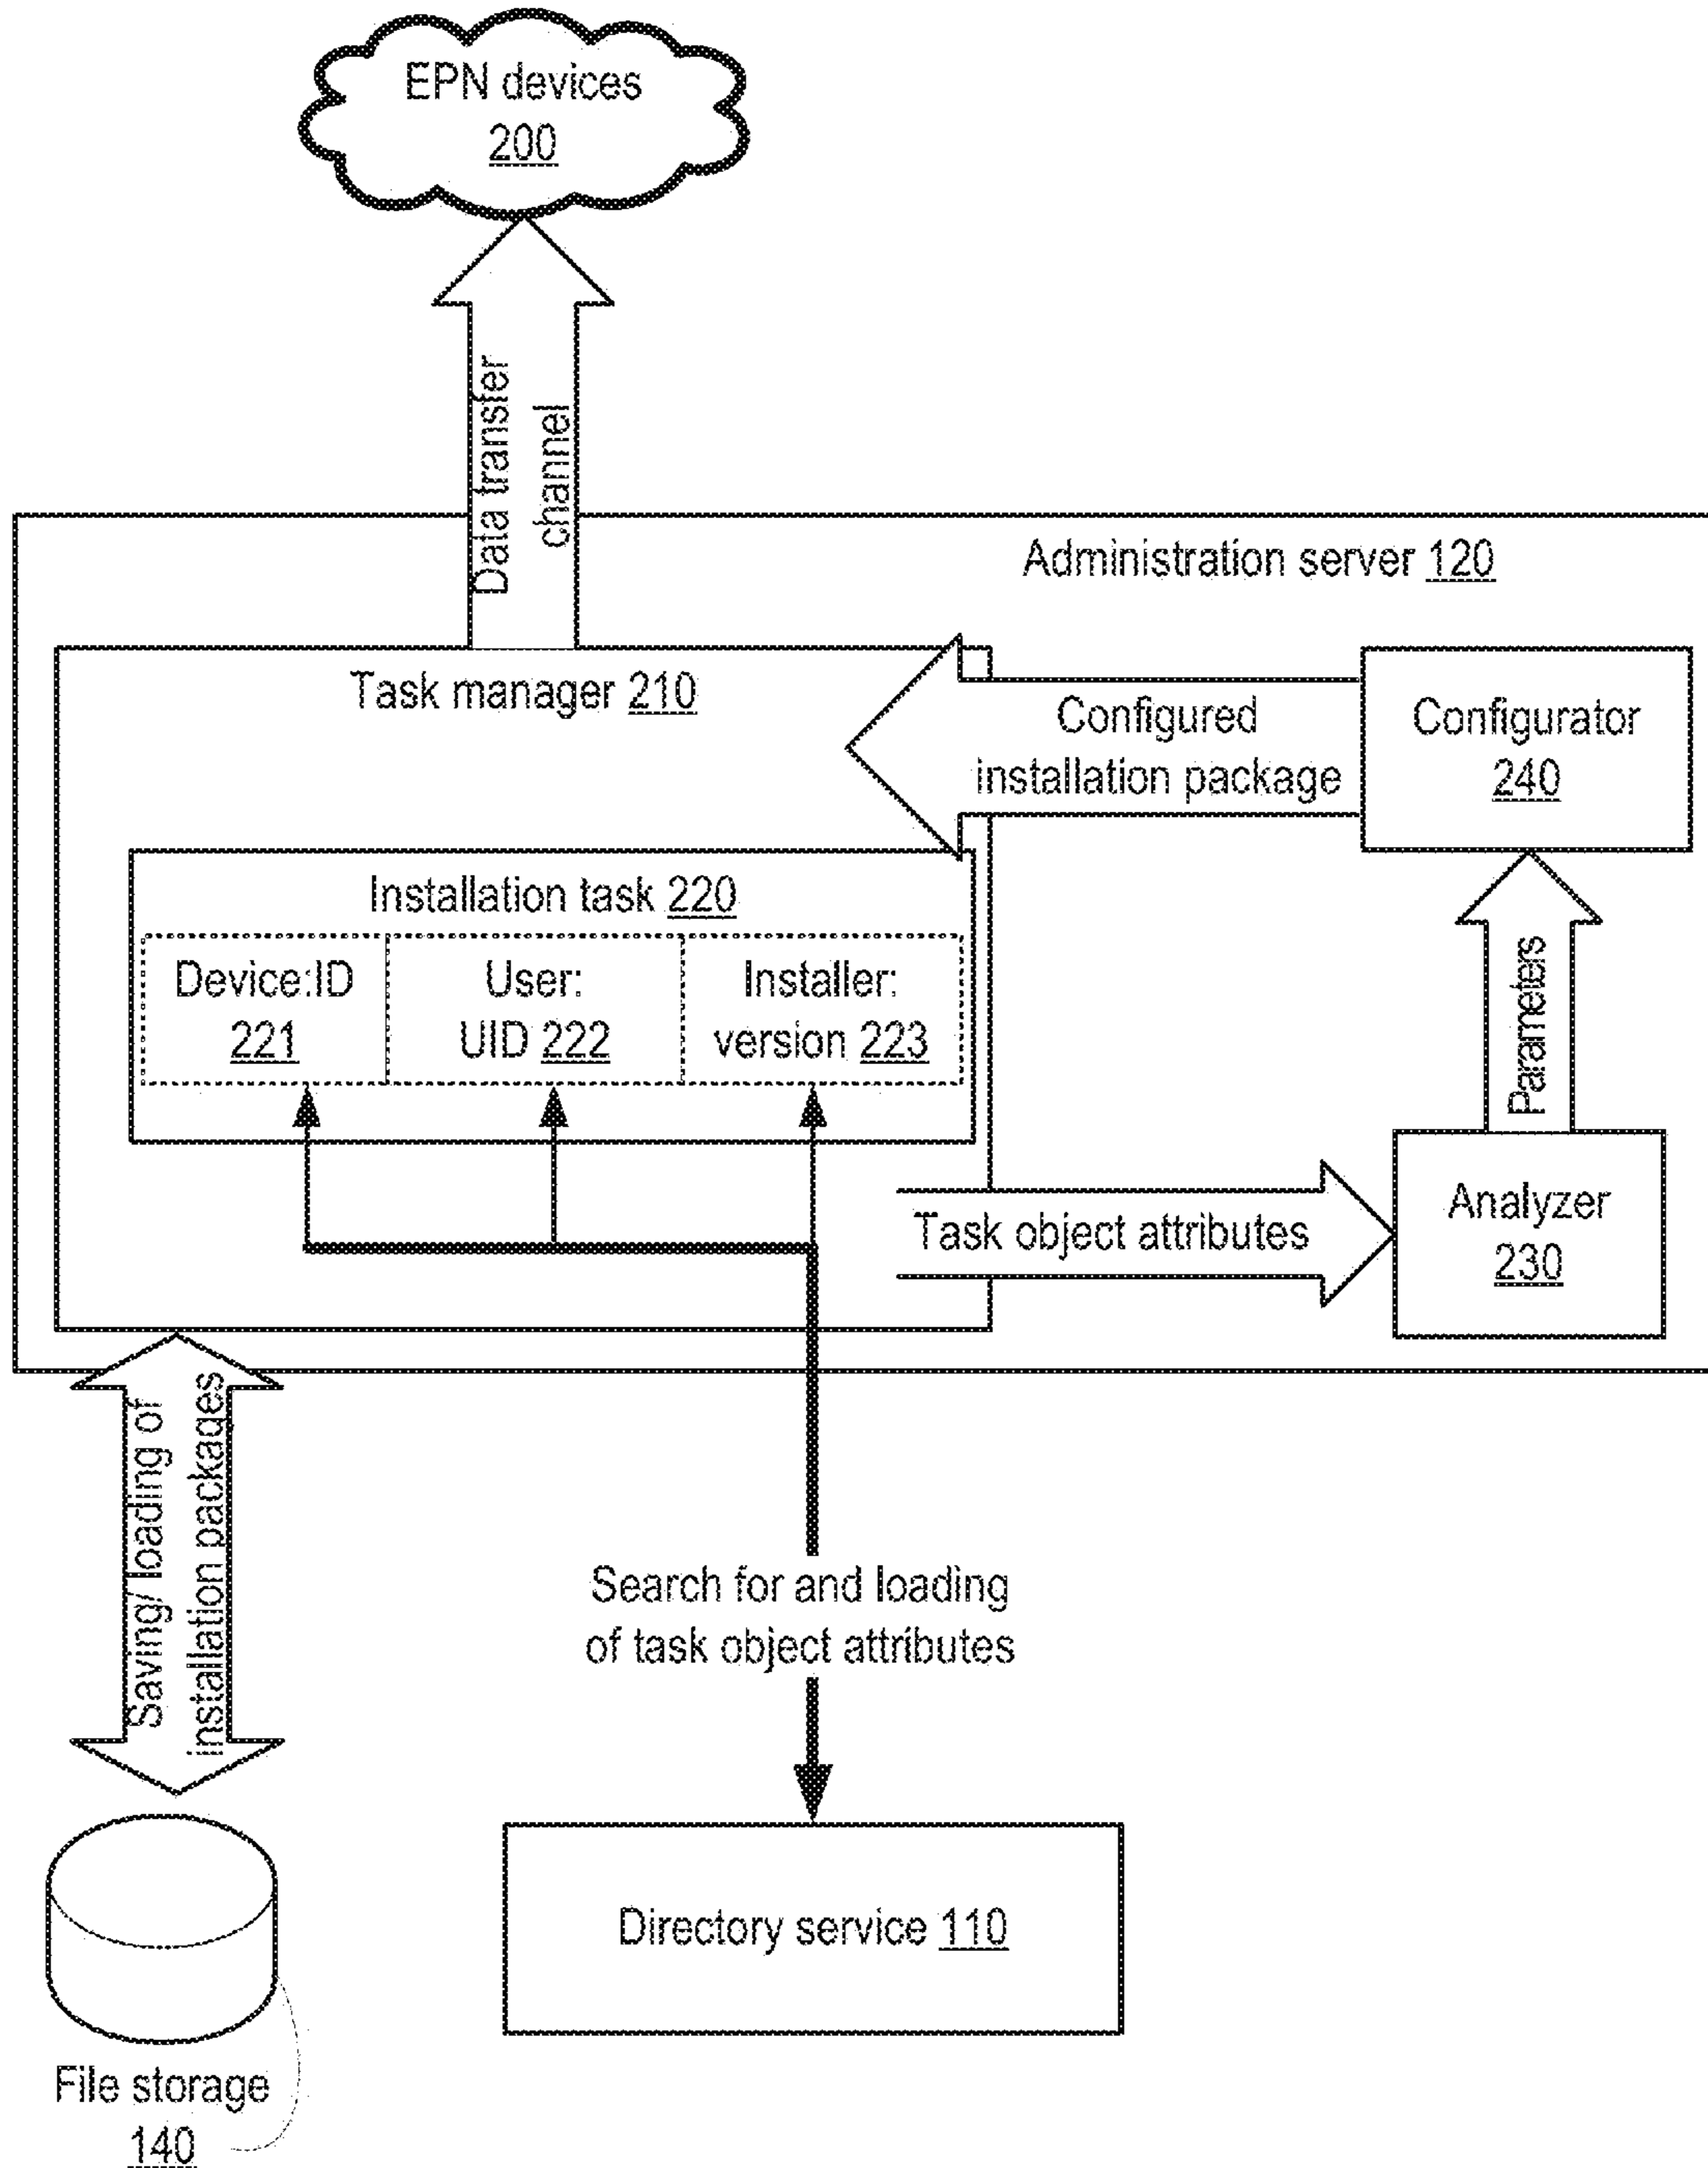 EPN devices
200
Data transfer
channel
Administration server 120
Task manager 210
Configured
installation package
Configurator
240
Installation task 220
Device:ID
221
User:
UID 222
Installer:
version 223
Parameters
Task object attributes
Analyzer
230
Saving/ loading of
installation packages
Search for and loading
of task object attributes
Directory service 110
File storage
140